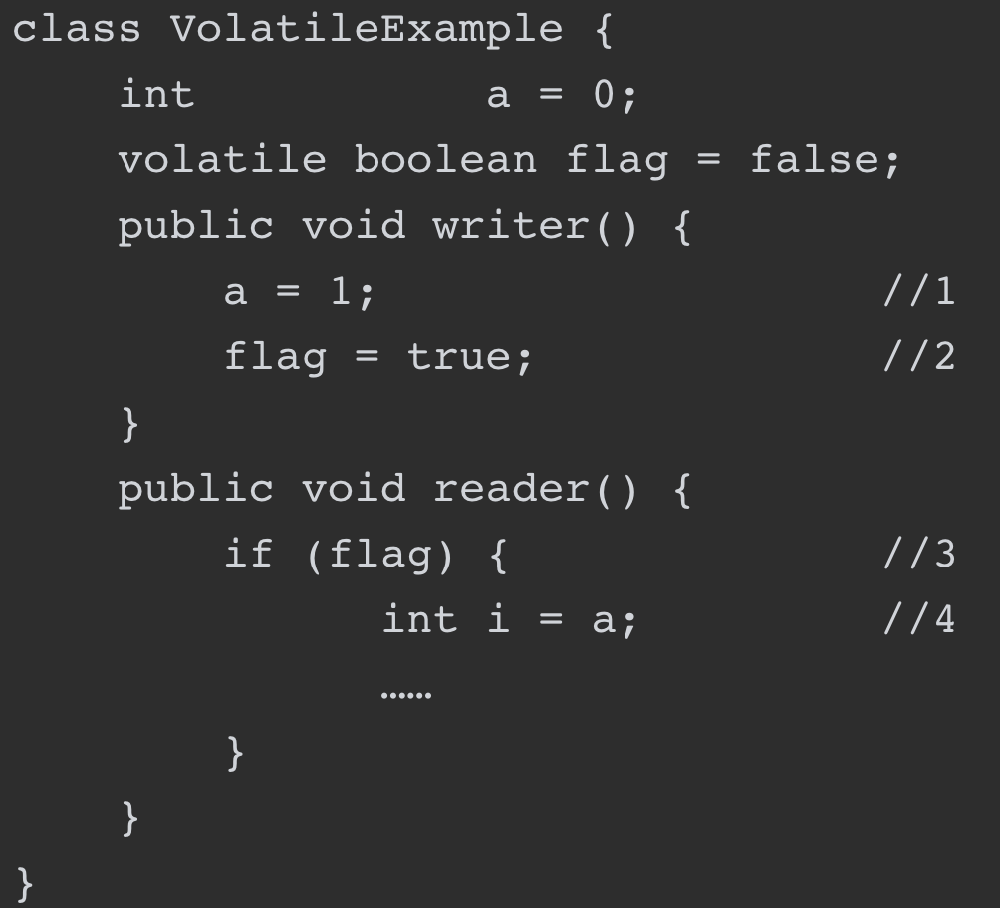 class VolatileExample {
    int           a = 0;
    volatile boolean flag = false;
    public void writer() {
        a = 1;                   //1
        flag = true;             //2
    }
    public void reader() {
        if (flag) {              //3
              int i = a;         //4
              ……
        }
    }
}